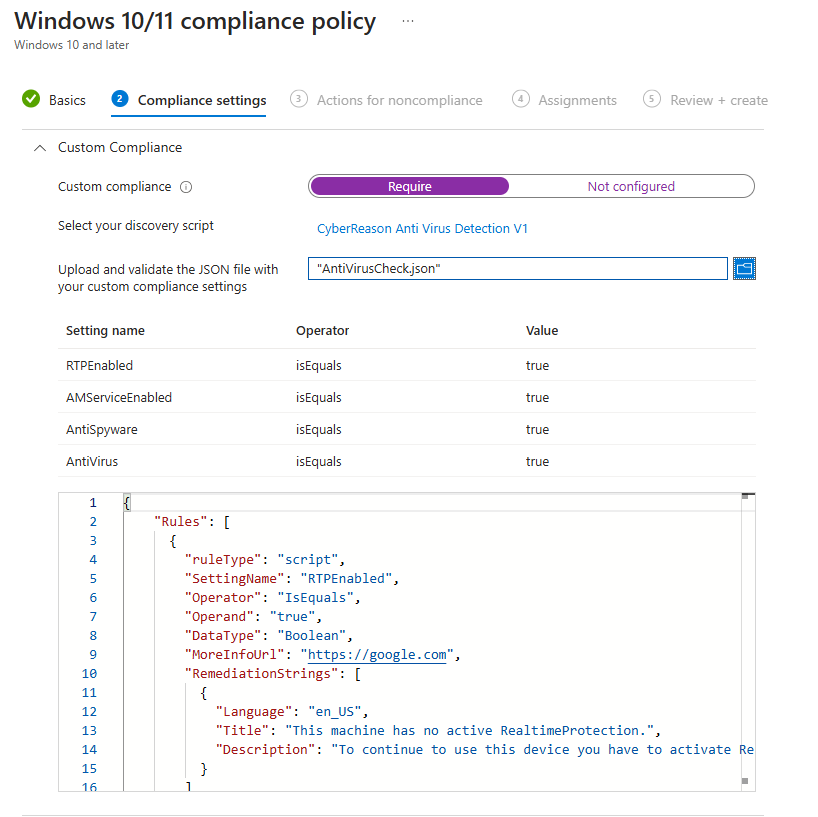 Windows 10/11 compliance policy ...
Windows 10 and later
Basics 2 Compliance settings 3 Actions for noncompliance 4 Assignments 5 Review + create
Custom Compliance
Custom compliance Require Not configured
Select your discovery script CyberReason Anti Virus Detection V1
Upload and validate the JSON file with "AntiVirusCheck.json"
your custom compliance settings
Setting name Operator Value
RTPEnabled isEquals true
AMServiceEnabled isEquals true
AntiSpyware isEquals true
AntiVirus isEquals true
1 {
2 "Rules": [
3 {
4 "ruleType": "script",
5 "SettingName": "RTPEnabled",
6 "Operator": "IsEquals",
7 "Operand": "true",
8 "DataType": "Boolean",
9 "MoreInfoUrl": "https://google.com",
10 "RemediationStrings": [
11 {
12 "Language": "en_US",
13 "Title": "This machine has no active RealtimeProtection.",
14 "Description": "To continue to use this device you have to activate Re
15 }
16 ]